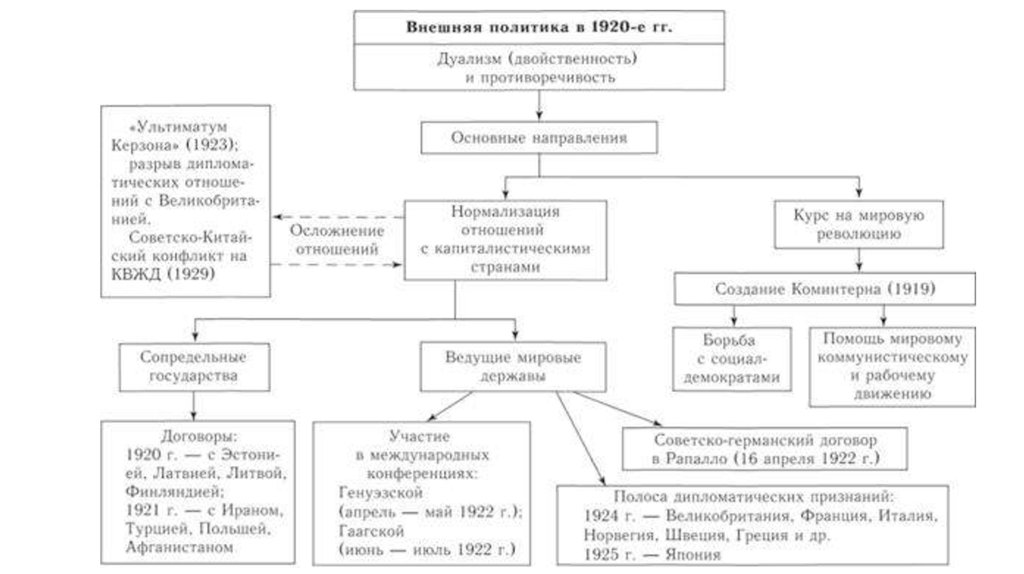 Внешняя политика в 1920-е гг.
Дуализм (двойственность)
и противоречивость
Основные направления
«Ультиматум
Керзона» (1923);
разрыв диплома-
тических отноше-
ний с Великобрита-
нией.
Советско-Китай-
ский конфликт на
КВЖД (1929)
Осложнение
отношений
Нормализация
отношений
с капиталистическими
странами
Курс на мировую
революцию
Создание Коминтерна (1919)
Борьба
с социал-
демократами
Помощь мировому
коммунистическому
и рабочему
движению
Сопредельные
государства
Ведущие мировые
державы
Договоры:
1920 г. — с Эстони-
ей, Латвией, Литвой,
Финляндией;
1921 г. — с Ираном,
Турцией, Польшей,
Афганистаном
Участие
в международных
конференциях:
Генуэзской
(апрель — май 1922 г.);
Гаагской
(июнь — июль 1922 г.)
Советско-германский договор
в Рапалло (16 апреля 1922 г.)
Полоса дипломатических признаний:
1924 г. — Великобритания, Франция, Италия,
Норвегия, Швеция, Греция и др.
1925 г. — Япония